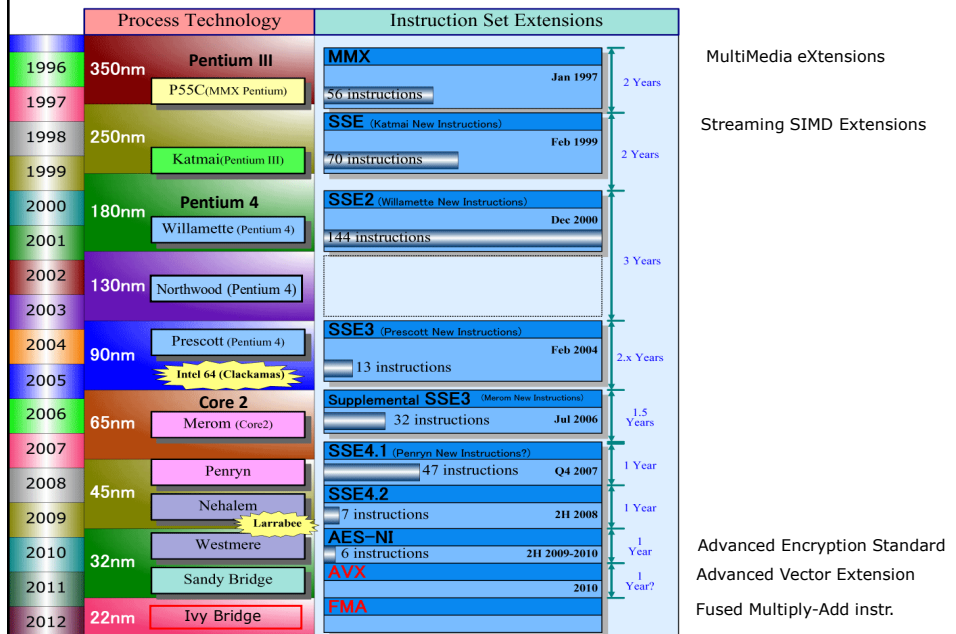 Process Technology
Instruction Set Extensions
1996
1997
1998
1999
2000
2001
2002
2003
2004
2005
2006
2007
2008
2009
2010
2011
2012
350nm
Pentium III
P55C(MMX Pentium)
250nm
Katmai(Pentium III)
180nm
Pentium 4
Willamette (Pentium 4)
130nm
Northwood (Pentium 4)
90nm
Prescott (Pentium 4)
Intel 64 (Clackamas)
65nm
Core 2
Merom (Core2)
45nm
Penryn
Nehalem
Larrabee
32nm
Westmere
Sandy Bridge
22nm
Ivy Bridge
MMX
Jan 1997
56 instructions
SSE (Katmai New Instructions)
Feb 1999
70 instructions
SSE2 (Willamette New Instructions)
Dec 2000
144 instructions
SSE3 (Prescott New Instructions)
Feb 2004
13 instructions
Supplemental SSE3 (Merom New Instructions)
32 instructions Jul 2006
SSE4.1 (Penryn New Instructions?)
47 instructions Q4 2007
SSE4.2
7 instructions 2H 2008
AES-NI
6 instructions 2H 2009-2010
AVX
2010
FMA
2 Years
2 Years
3 Years
2.x Years
1.5
Years
1 Year
1 Year
1
Year
1
Year?
MultiMedia eXtensions
Streaming SIMD Extensions
Advanced Encryption Standard
Advanced Vector Extension
Fused Multiply-Add instr.